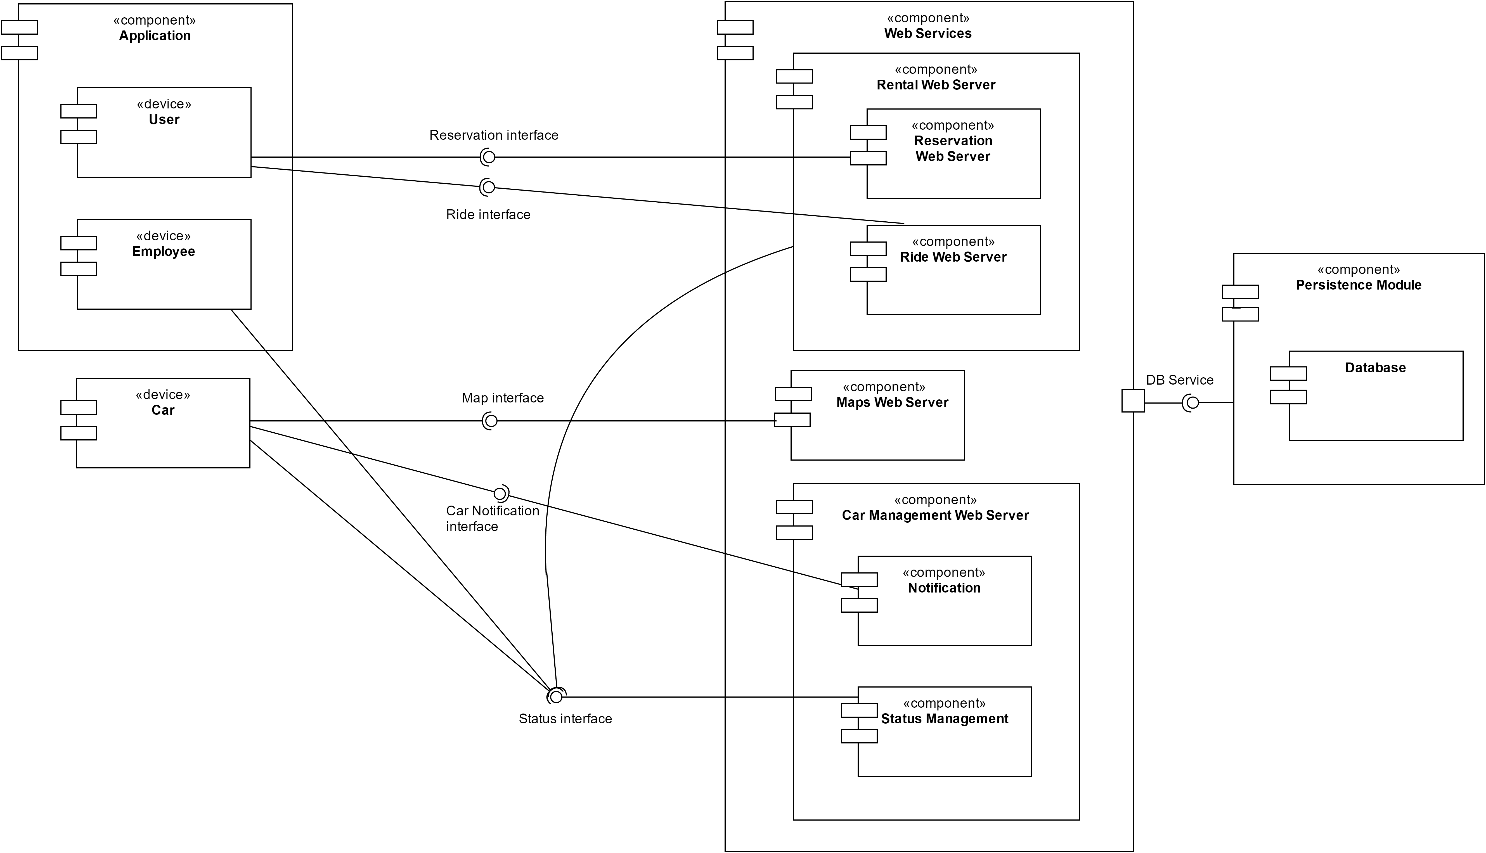 «component»
Application
«device»
User
«device»
Employee
«device»
Car
Reservation interface
Ride interface
Map interface
Car Notification
interface
Status interface
«component»
Web Services
«component»
Rental Web Server
«component»
Reservation
Web Server
«component»
Ride Web Server
«component»
Maps Web Server
«component»
Car Management Web Server
«component»
Notification
«component»
Status Management
DB Service
«component»
Persistence Module
Database